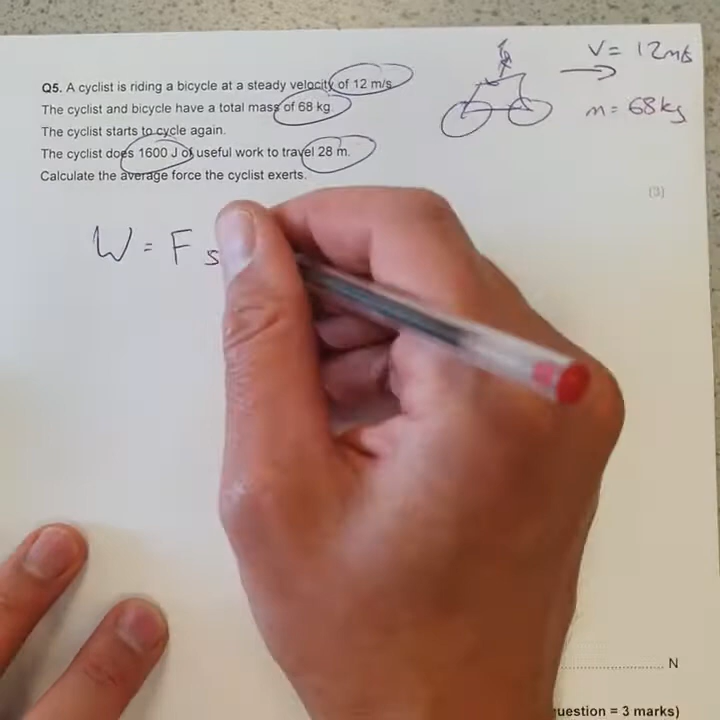 V = 12m/s
Q5. A cyclist is riding a bicycle at a steady velocity of 12 m/s
The cyclist and bicycle have a total mass of 68 kg.
m = 68kg
The cyclist starts to cycle again.
The cyclist does 1600 J of useful work to travel 28 m.
Calculate the average force the cyclist exerts.
(3)
W = F s
N
uestion = 3 marks)